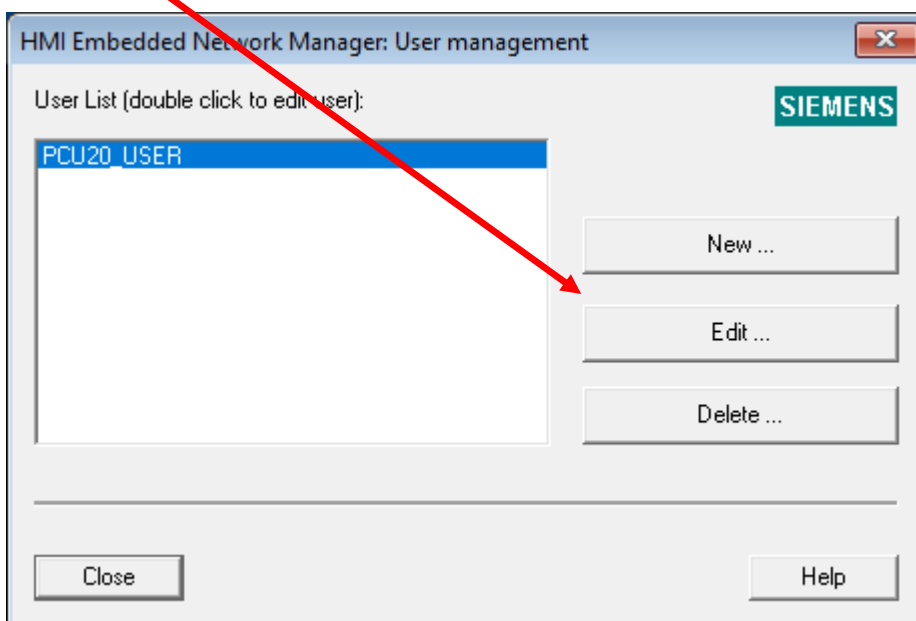 HMI Embedded Network Manager: User management
User List (double click to edit user):
SIEMENS
PCU20_USER
New ...
Edit ...
Delete ...
Close
Help